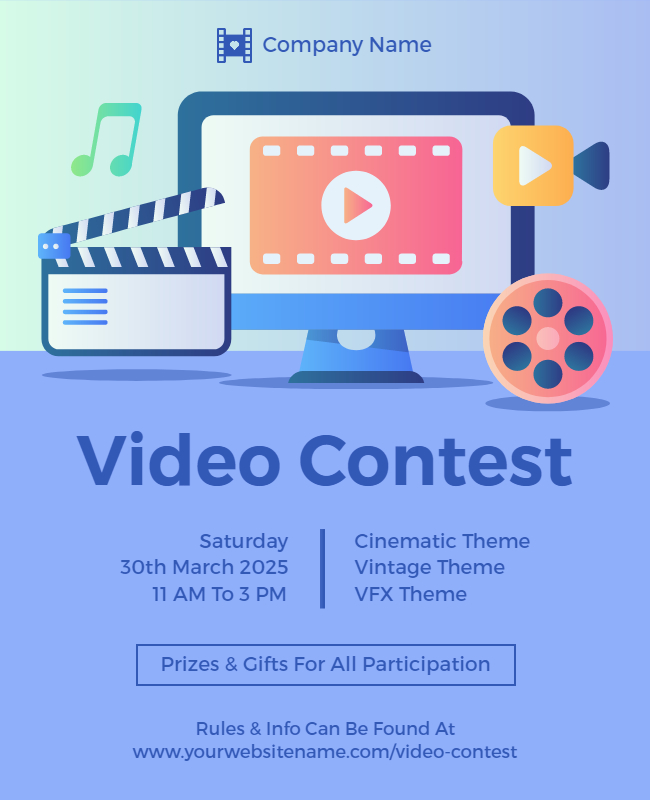 Company Name
Video Contest
Saturday
30th March 2025
11 AM To 3 PM
Cinematic Theme
Vintage Theme
VFX Theme
Prizes & Gifts For All Participation
Rules & Info Can Be Found At
www.yourwebsitename.com/video-contest